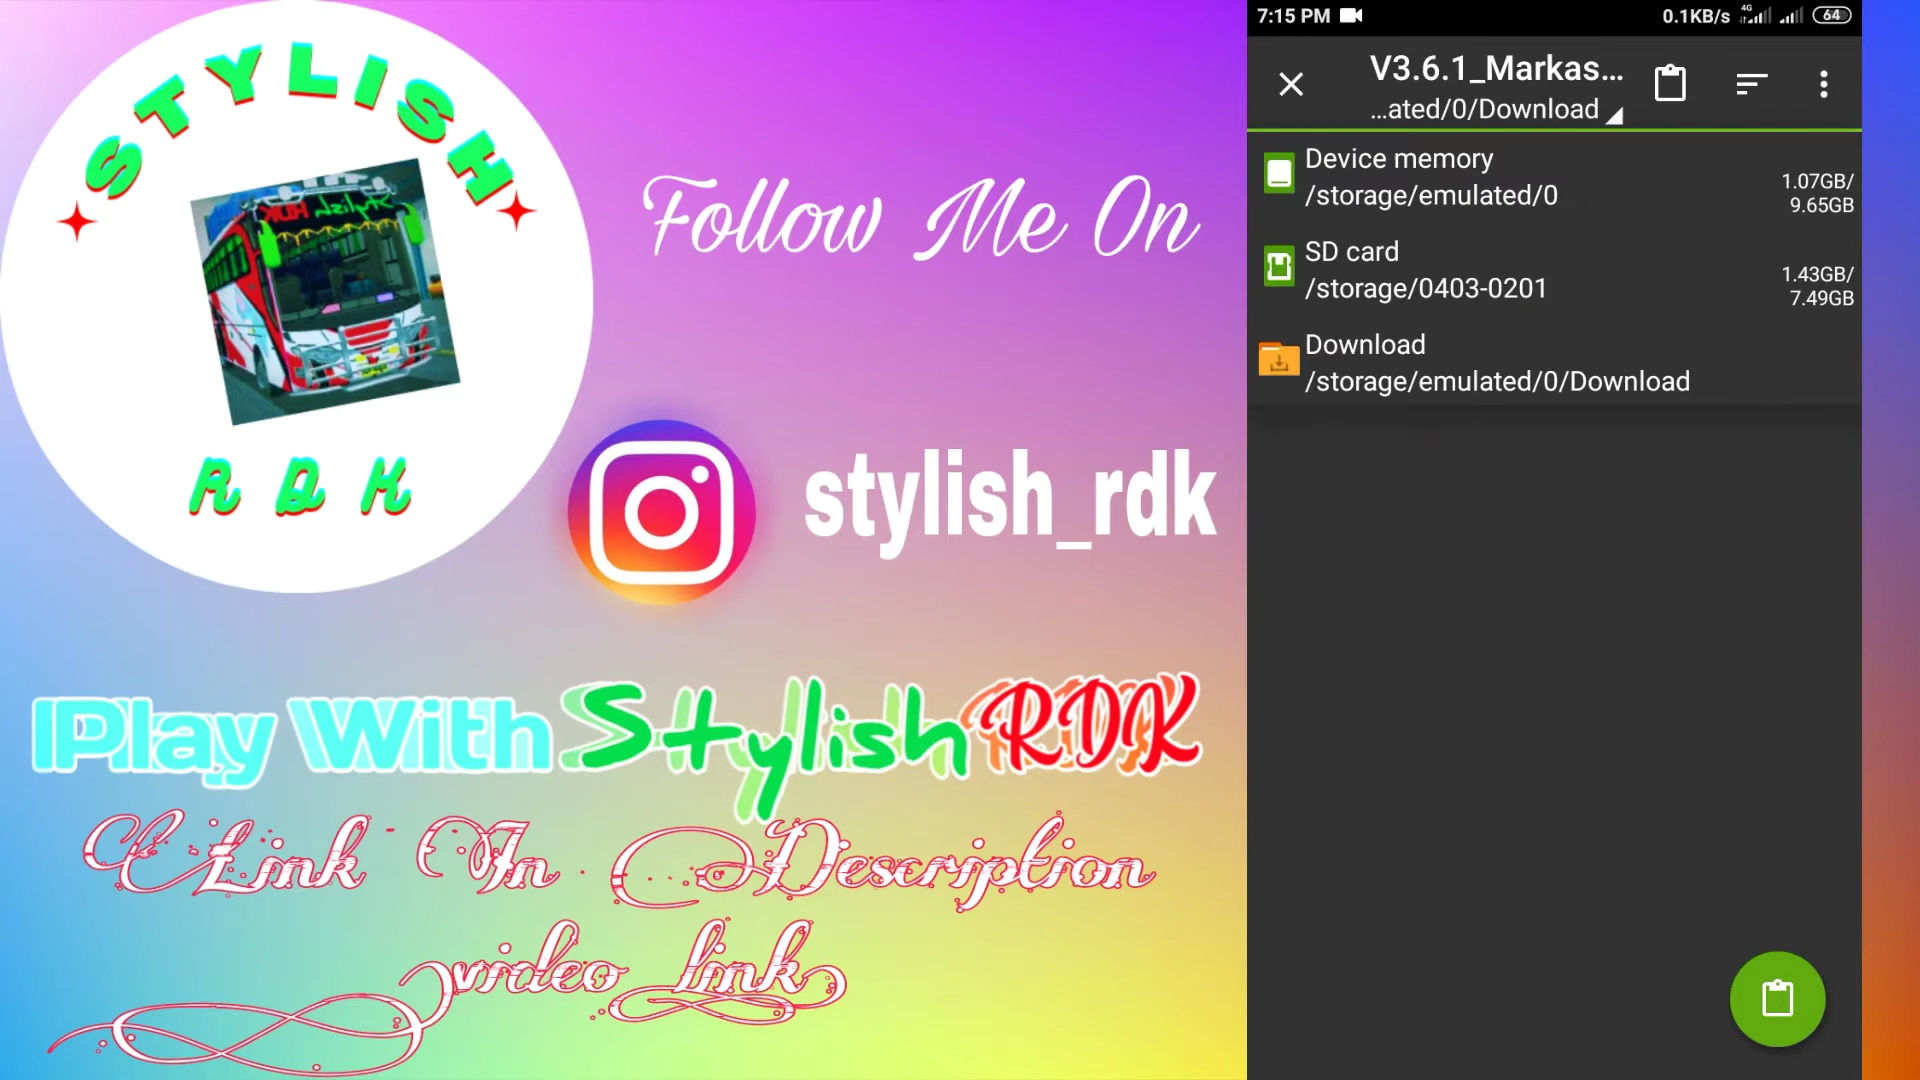 STYLISH
Stylish RDK
R D K
Follow Me On
stylish_rdk
Play With Stylish RDK
Link In Description
video link
7:15 PM
0.1KB/s 4G 64
V3.6.1_Markas...
...ated/0/Download
Device memory
/storage/emulated/0
1.07GB/
9.65GB
SD card
/storage/0403-0201
1.43GB/
7.49GB
Download
/storage/emulated/0/Download